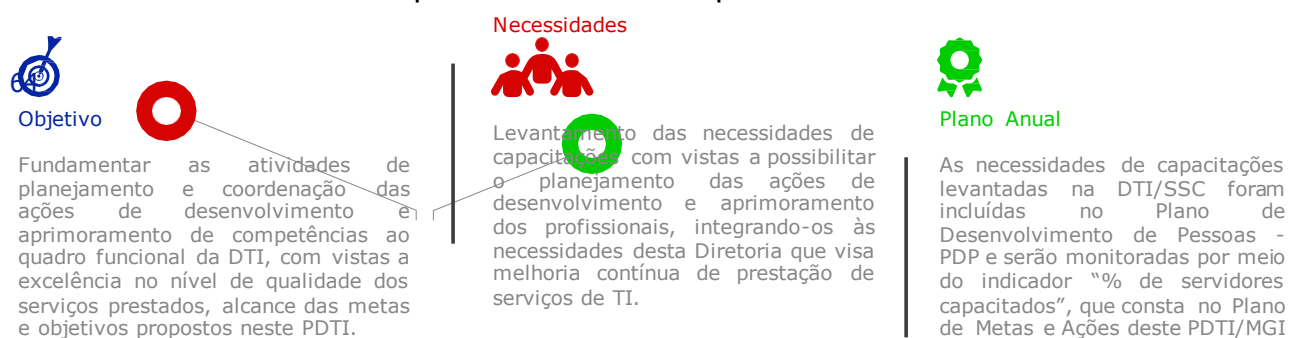 64
Objetivo
Fundamentar as atividades de
planejamento e coordenação das
ações de desenvolvimento e
aprimoramento de competências ao
quadro funcional da DTI, com vistas a
excelência no nível de qualidade dos
serviços prestados, alcance das metas
e objetivos propostos neste PDTI.
Necessidades
Levantamento das necessidades de
capacitações com vistas a possibilitar
o planejamento das ações de
desenvolvimento e aprimoramento
dos profissionais, integrando-os às
necessidades desta Diretoria que visa
melhoria contínua de prestação de
serviços de TI.
Plano Anual
As necessidades de capacitações
levantadas na DTI/SSC foram
incluídas no Plano de
Desenvolvimento de Pessoas -
PDP e serão monitoradas por meio
do indicador “% de servidores
capacitados”, que consta no Plano
de Metas e Ações deste PDTI/MGI